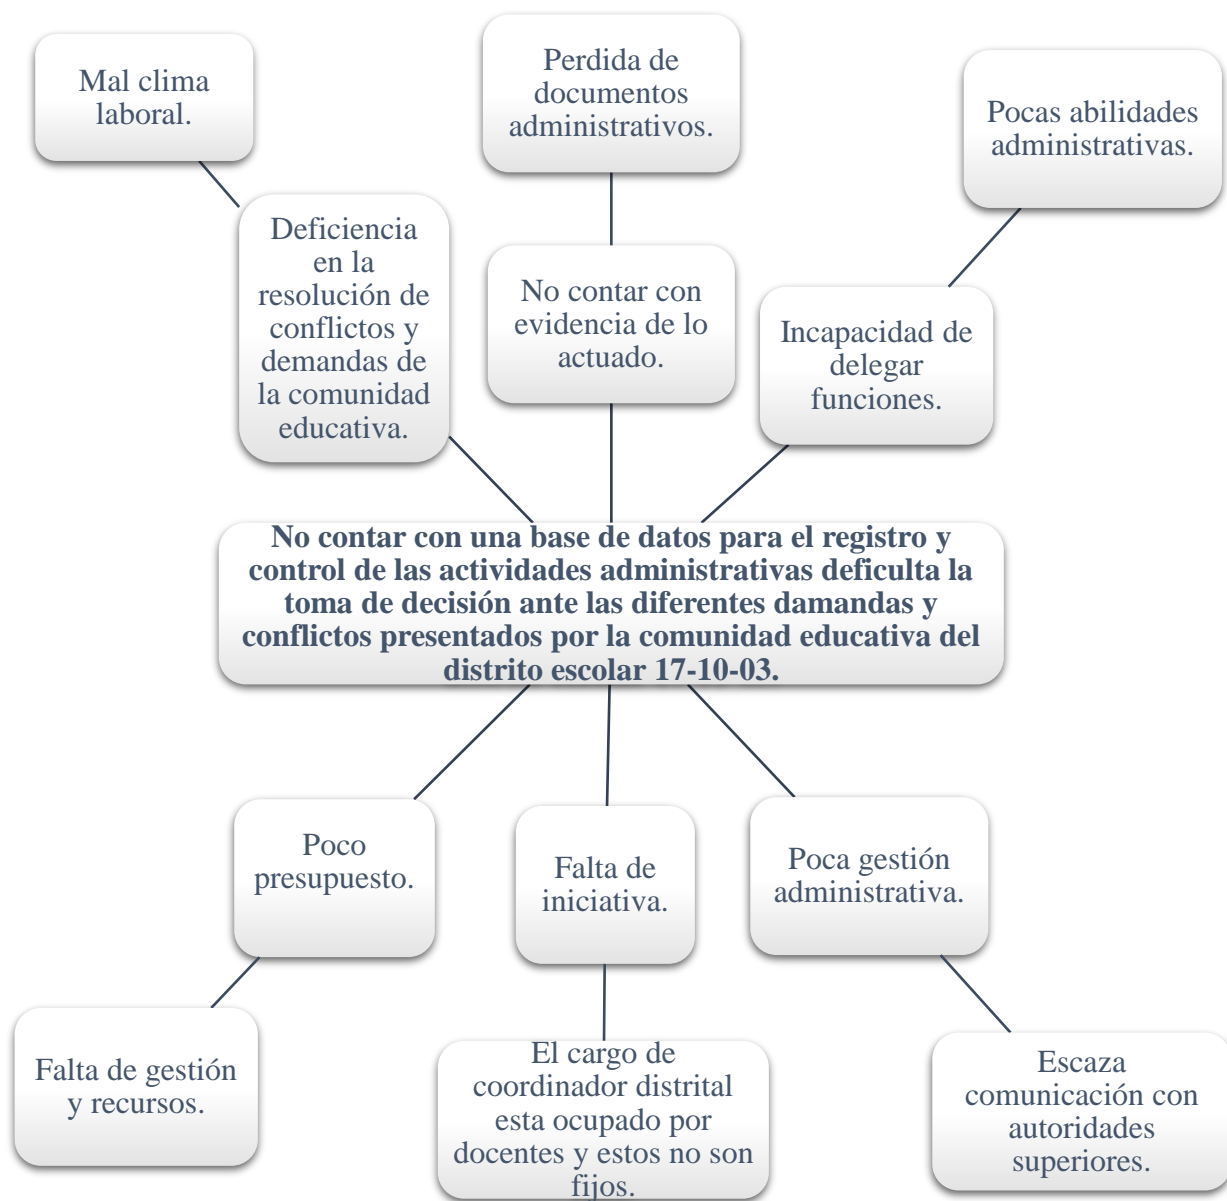 Mal clima
laboral.
Perdida de
documentos
administrativos.
Pocas abilidades
administrativas.
Deficiencia
en la
resolución de
conflictos y
demandas de
la comunidad
educativa.
No contar con
evidencia de lo
actuado.
Incapacidad de
delegar
funciones.
No contar con una base de datos para el registro y
control de las actividades administrativas deficulta la
toma de decisión ante las diferentes damandas y
conflictos presentados por la comunidad educativa del
distrito escolar 17-10-03.
Poco
presupuesto.
Falta de
iniciativa.
Poca gestión
administrativa.
Falta de gestión
y recursos.
El cargo de
coordinador distrital
esta ocupado por
docentes y estos no son
fijos.
Escaza
comunicación con
autoridades
superiores.